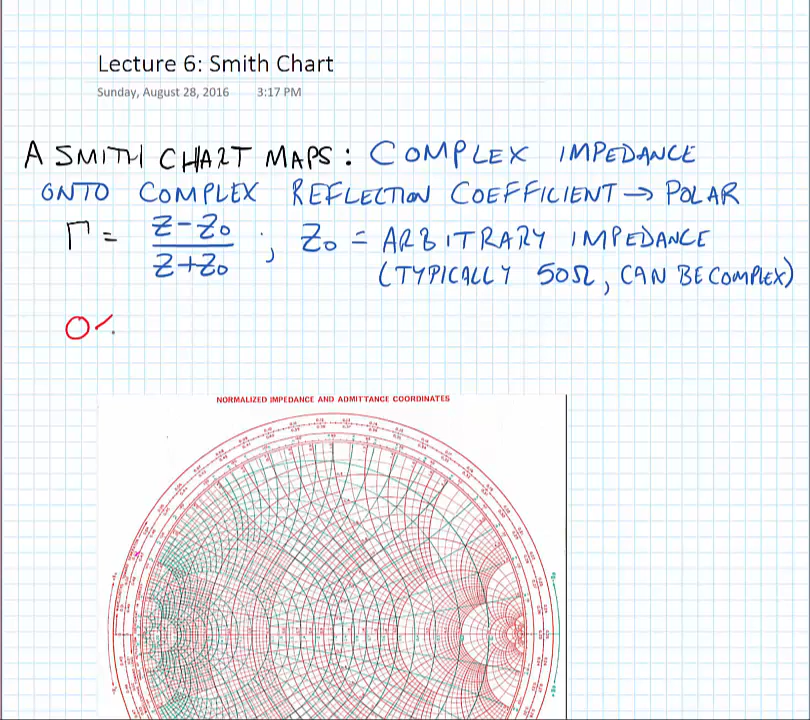 Lecture 6: Smith Chart
Sunday, August 28, 2016 3:17 PM
A SMITH CHART MAPS: COMPLEX IMPEDANCE
ONTO COMPLEX REFLECTION COEFFICIENT → POLAR
Γ = Z-Z₀ / Z+Z₀ ; Z₀ = ARBITRARY IMPEDANCE
(TYPICALLY 50Ω, CAN BE COMPLEX)
NORMALIZED IMPEDANCE AND ADMITTANCE COORDINATES